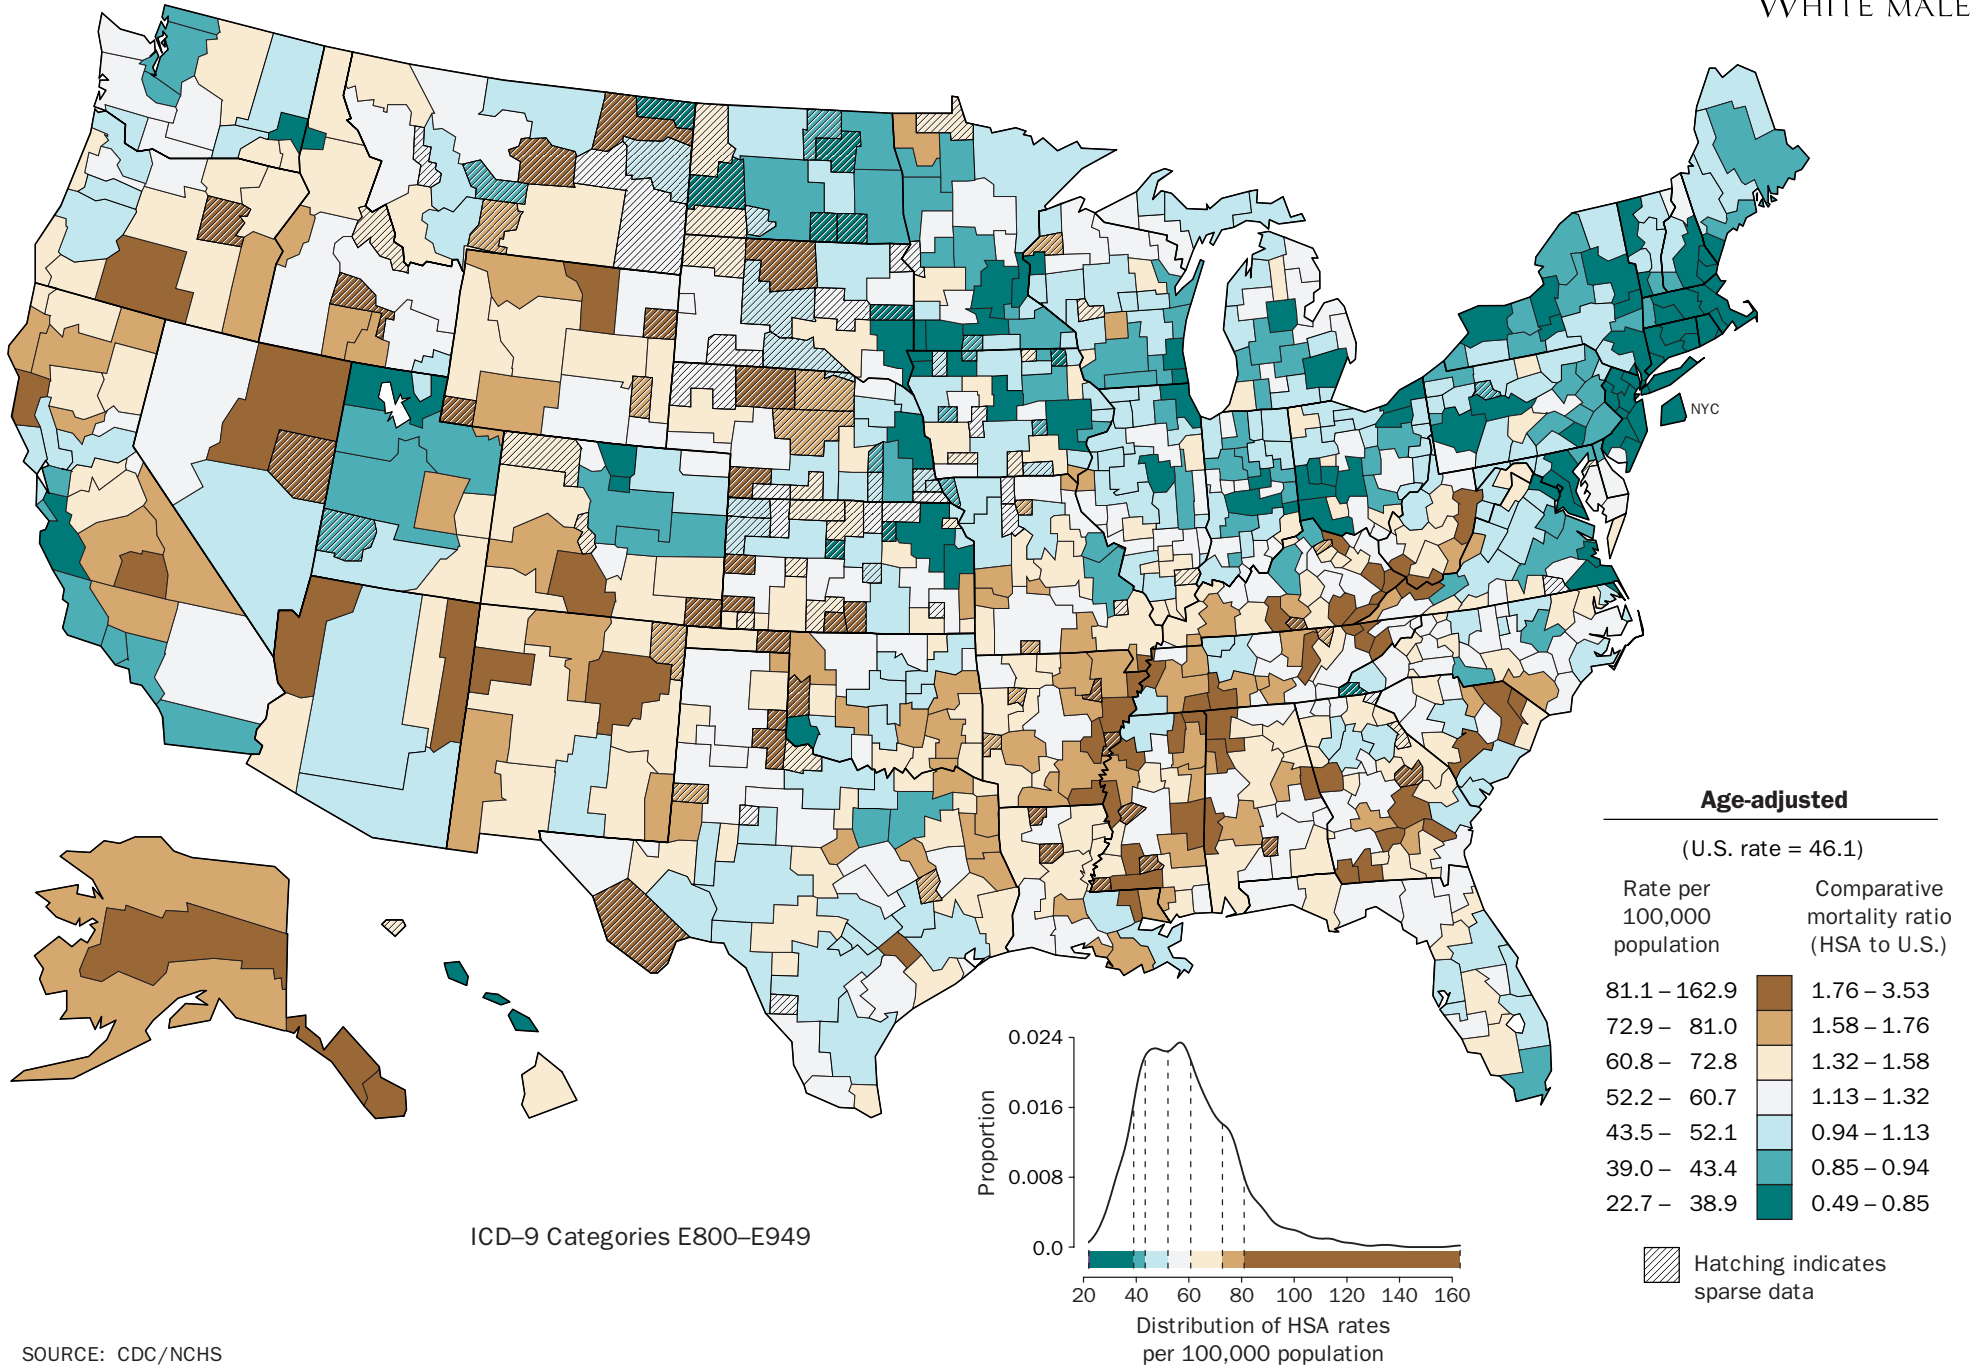 WHITE MALE
NYC
Age-adjusted
(U.S. rate = 46.1)
Rate per 100,000 population
Comparative mortality ratio (HSA to U.S.)
81.1 – 162.9 1.76 – 3.53
72.9 – 81.0 1.58 – 1.76
60.8 – 72.8 1.32 – 1.58
52.2 – 60.7 1.13 – 1.32
43.5 – 52.1 0.94 – 1.13
39.0 – 43.4 0.85 – 0.94
22.7 – 38.9 0.49 – 0.85
Hatching indicates
sparse data
Proportion
0.024
0.016
0.008
0.0
20 40 60 80 100 120 140 160
Distribution of HSA rates
per 100,000 population
ICD–9 Categories E800–E949
SOURCE: CDC/NCHS